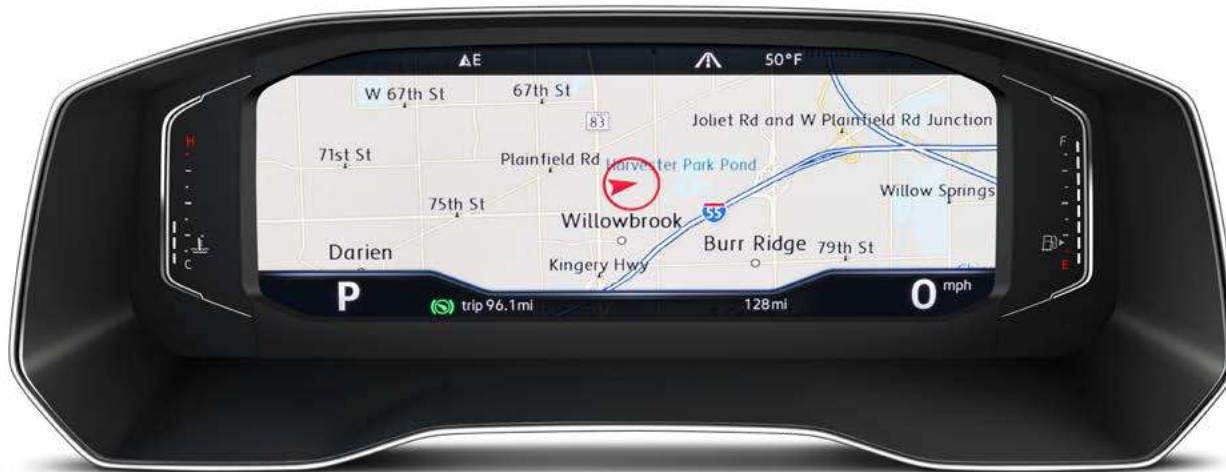 E
50°F
W 67th St
67th St
83
Joliet Rd and W Plainfield Rd Junction
H
F
71st St
Plainfield Rd
Harvester Park Pond
Willow Springs
75th St
55
Willowbrook
Darien
Burr Ridge
79th St
Kingery Hwy
C
E
P
trip 96.1mi
128mi
0 mph